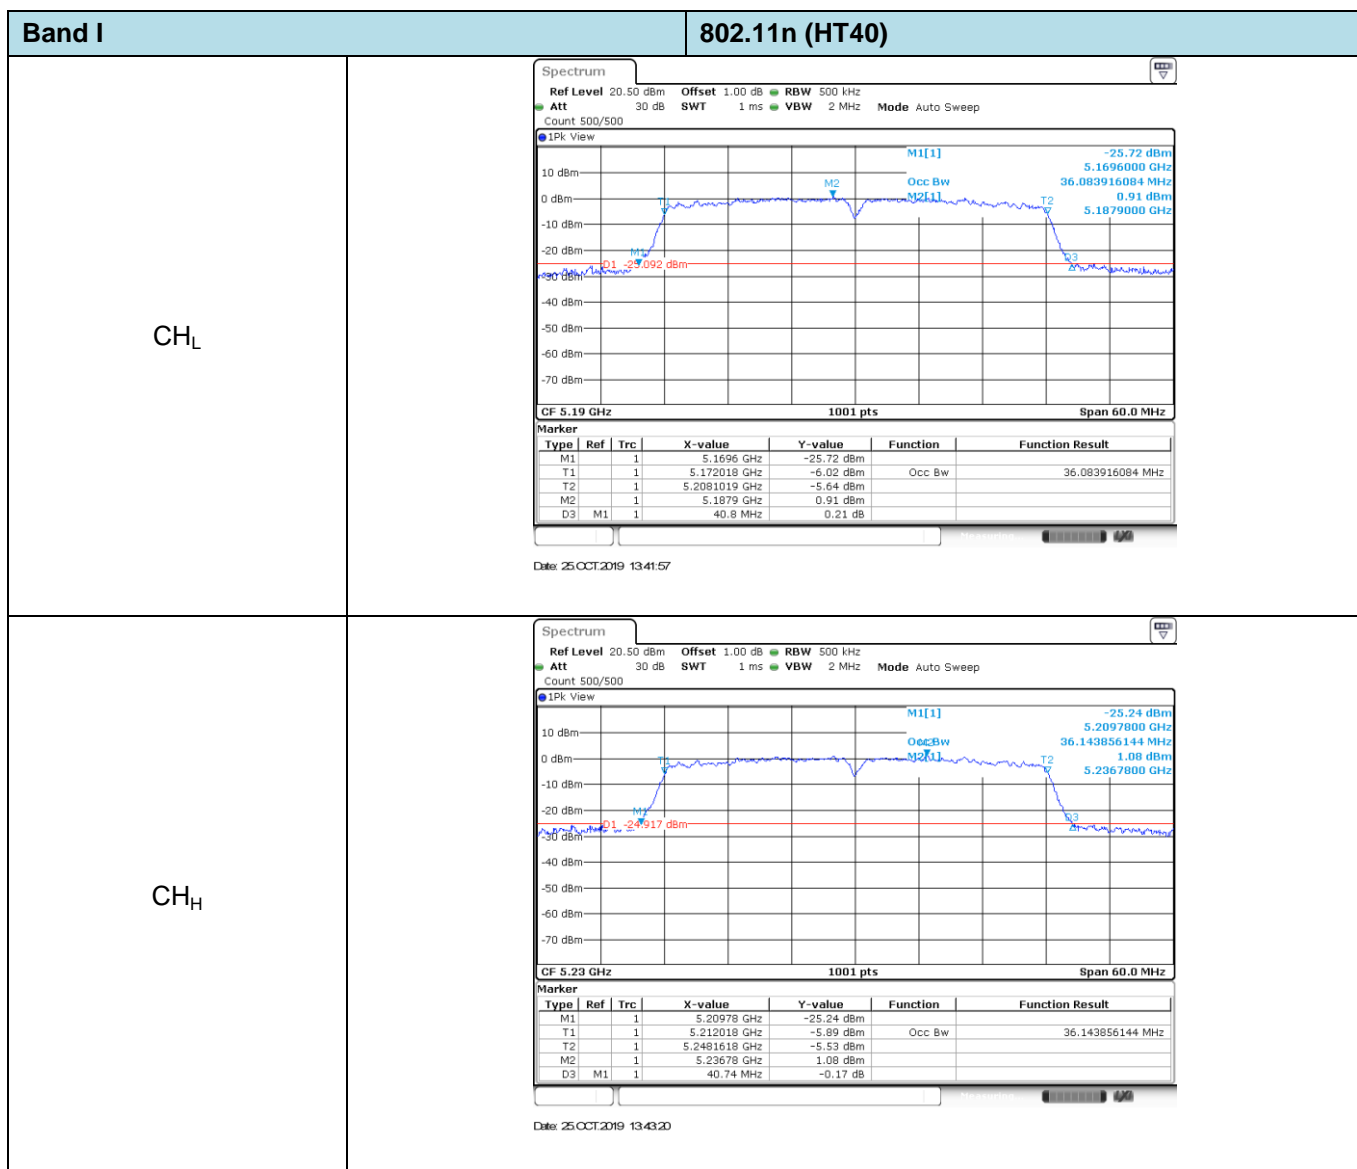 Band I 802.11n (HT40)
CHL
Spectrum
Ref Level 20.50 dBm Offset 1.00 dB RBW 500 kHz
Att 30 dB SWT 1 ms VBW 2 MHz Mode Auto Sweep
Count 500/500
1Pk View
M1[1] -25.72 dBm
5.1696000 GHz
Occ Bw 36.083916084 MHz
M2[1] 0.91 dBm
5.1879000 GHz
10 dBm
0 dBm
-10 dBm
-20 dBm
-30 dBm
-40 dBm
-50 dBm
-60 dBm
-70 dBm
M2
T1
T2
M1
D3
D1 -25.092 dBm
CF 5.19 GHz 1001 pts Span 60.0 MHz
Marker
Type Ref Trc X-value Y-value Function Function Result
M1 1 5.1696 GHz -25.72 dBm
T1 1 5.172018 GHz -6.02 dBm Occ Bw 36.083916084 MHz
T2 1 5.2081019 GHz -5.64 dBm
M2 1 5.1879 GHz 0.91 dBm
D3 M1 1 40.8 MHz 0.21 dB
Measuring
Date: 25.OCT.2019 13:41:57
CHH
Spectrum
Ref Level 20.50 dBm Offset 1.00 dB RBW 500 kHz
Att 30 dB SWT 1 ms VBW 2 MHz Mode Auto Sweep
Count 500/500
1Pk View
M1[1] -25.24 dBm
5.2097800 GHz
Occ Bw 36.143856144 MHz
M2[1] 1.08 dBm
5.2367800 GHz
10 dBm
0 dBm
-10 dBm
-20 dBm
-30 dBm
-40 dBm
-50 dBm
-60 dBm
-70 dBm
M2
T1
T2
M1
D3
D1 -24.917 dBm
CF 5.23 GHz 1001 pts Span 60.0 MHz
Marker
Type Ref Trc X-value Y-value Function Function Result
M1 1 5.20978 GHz -25.24 dBm
T1 1 5.212018 GHz -5.89 dBm Occ Bw 36.143856144 MHz
T2 1 5.2481618 GHz -5.53 dBm
M2 1 5.23678 GHz 1.08 dBm
D3 M1 1 40.74 MHz -0.17 dB
Measuring
Date: 25.OCT.2019 13:43:20